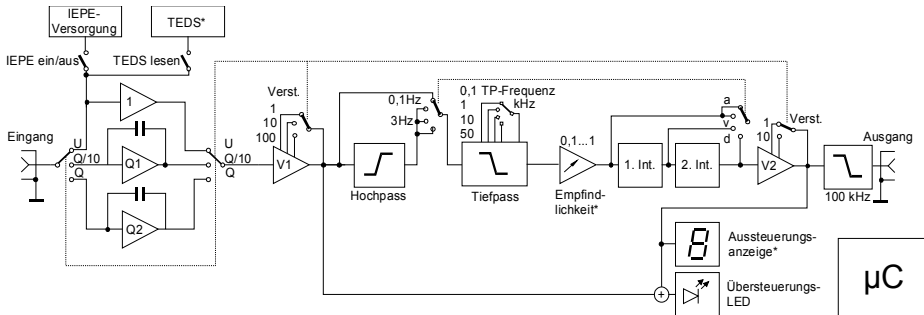 IEPE-
Versorgung
TEDS*
IEPE ein/aus
TEDS lesen
Eingang
1
U
Q/10
Q
Q1
Q2
U
Q/10
Q
Verst.
1
10
100
V1
0,1Hz
3Hz
Hochpass
0,1 TP-Frequenz
1 kHz
10
50
Tiefpass
0,1...1
Empfind-
lichkeit*
1. Int.
2. Int.
a
v
d
1
10
Verst.
V2
Ausgang
100 kHz
8
Aussteuerungs-
anzeige*
+
Übersteuerungs-
LED
µC